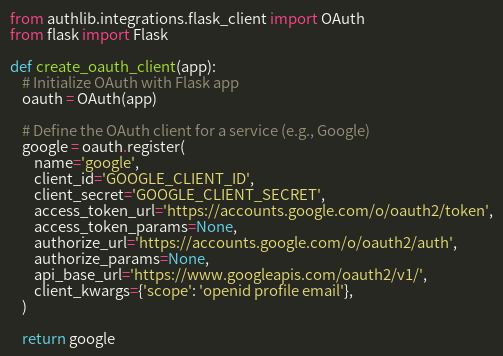 from authlib.integrations.flask_client import OAuth
from flask import Flask

def create_oauth_client(app):
    # Initialize OAuth with Flask app
    oauth = OAuth(app)

    # Define the OAuth client for a service (e.g., Google)
    google = oauth.register(
        name='google',
        client_id='GOOGLE_CLIENT_ID',
        client_secret='GOOGLE_CLIENT_SECRET',
        access_token_url='https://accounts.google.com/o/oauth2/token',
        access_token_params=None,
        authorize_url='https://accounts.google.com/o/oauth2/auth',
        authorize_params=None,
        api_base_url='https://www.googleapis.com/oauth2/v1/',
        client_kwargs={'scope': 'openid profile email'},
    )

    return google